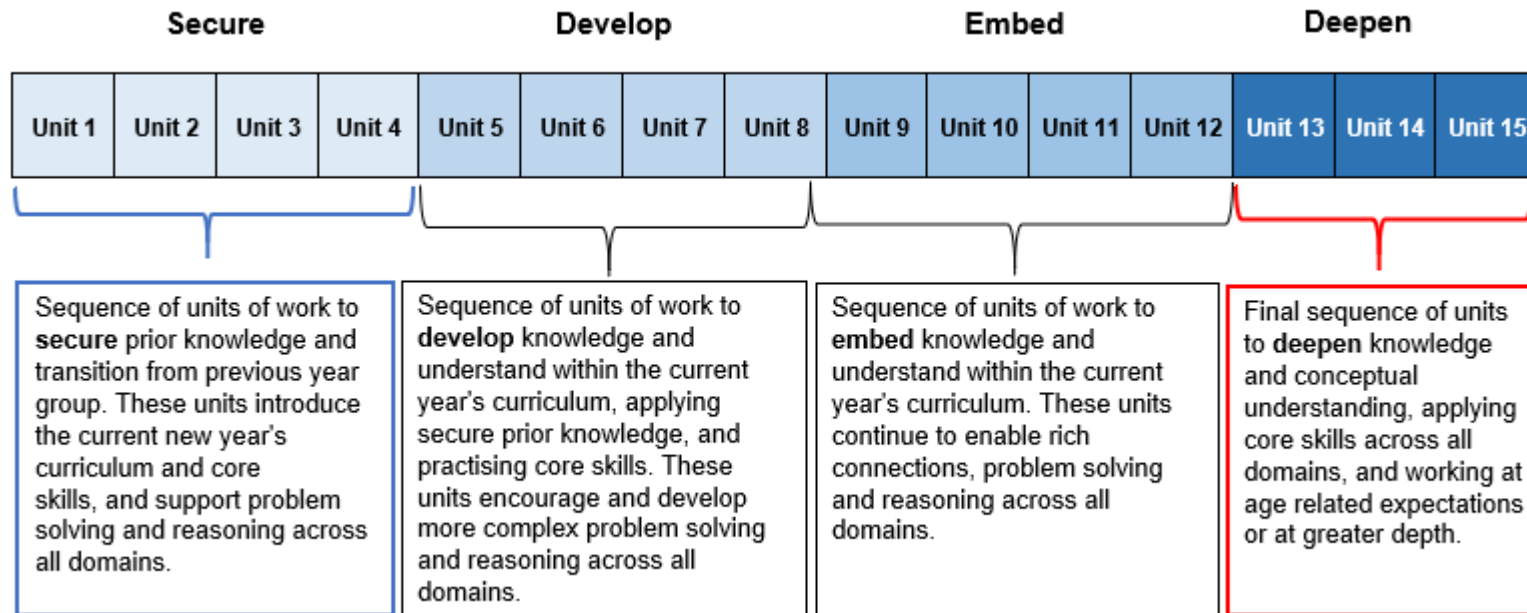 Secure Develop Embed Deepen
Unit 1 Unit 2 Unit 3 Unit 4 Unit 5 Unit 6 Unit 7 Unit 8 Unit 9 Unit 10 Unit 11 Unit 12 Unit 13 Unit 14 Unit 15
Sequence of units of work to
secure prior knowledge and
transition from previous year
group. These units introduce
the current new year's
curriculum and core
skills, and support problem
solving and reasoning across
all domains.
Sequence of units of work to
develop knowledge and
understand within the current
year's curriculum, applying
secure prior knowledge, and
practising core skills. These
units encourage and develop
more complex problem solving
and reasoning across all
domains.
Sequence of units of work to
embed knowledge and
understand within the current
year's curriculum. These units
continue to enable rich
connections, problem solving
and reasoning across all
domains.
Final sequence of units
to deepen knowledge
and conceptual
understanding, applying
core skills across all
domains, and working at
age related expectations
or at greater depth.